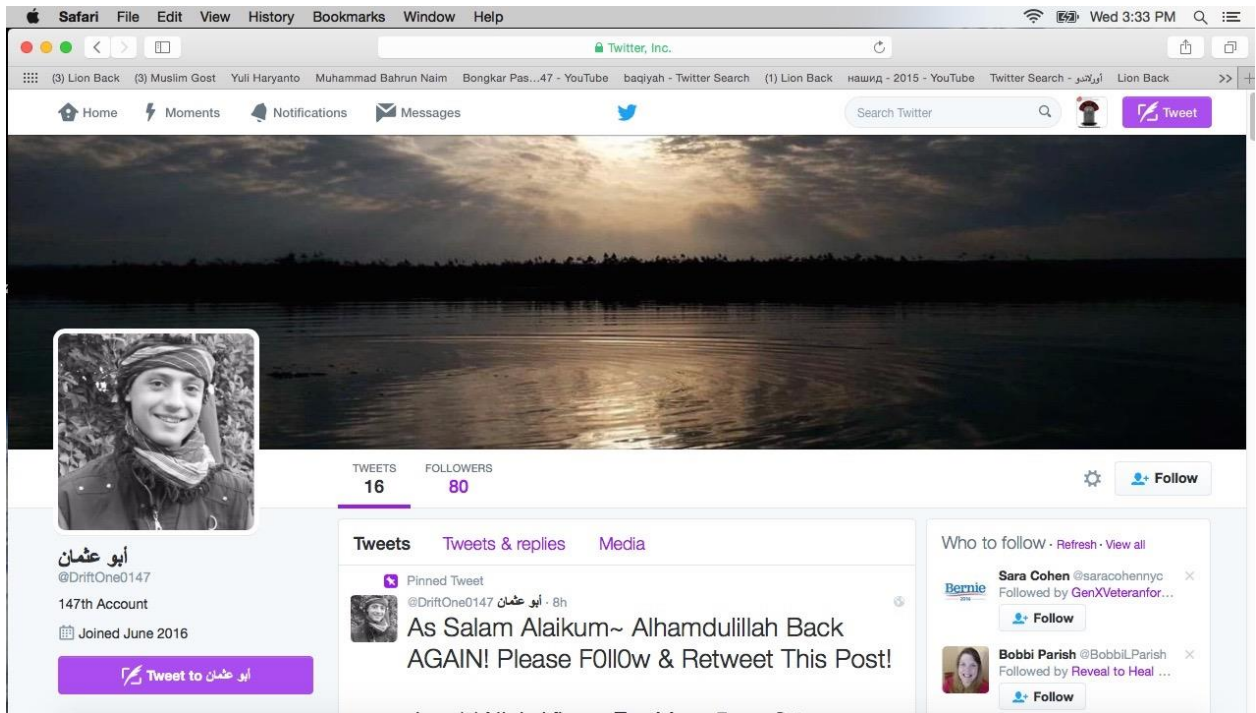 Safari File Edit View History Bookmarks Window Help Wed 3:33 PM
Twitter, Inc.
(3) Lion Back (3) Muslim Gost Yuli Haryanto Muhammad Bahrun Naim Bongkar Pas...47 - YouTube baqiyah - Twitter Search (1) Lion Back нашид - 2015 - YouTube Twitter Search - أورلاندو Lion Back >>
Home Moments Notifications Messages Search Twitter Tweet
TWEETS FOLLOWERS
16 80
Follow
أبو عثمان
@DriftOne0147
147th Account
Joined June 2016
Tweet to أبو عثمان
Tweets Tweets & replies Media
Pinned Tweet
@DriftOne0147 أبو عثمان · 8h
As Salam Alaikum~ Alhamdulillah Back
AGAIN! Please F0ll0w & Retweet This Post!
Who to follow · Refresh · View all
Bernie
Sara Cohen @saracohennyc
Followed by GenXVeteranfor...
Follow
Bobbi Parish @BobbiLParish
Followed by Reveal to Heal ...
Follow